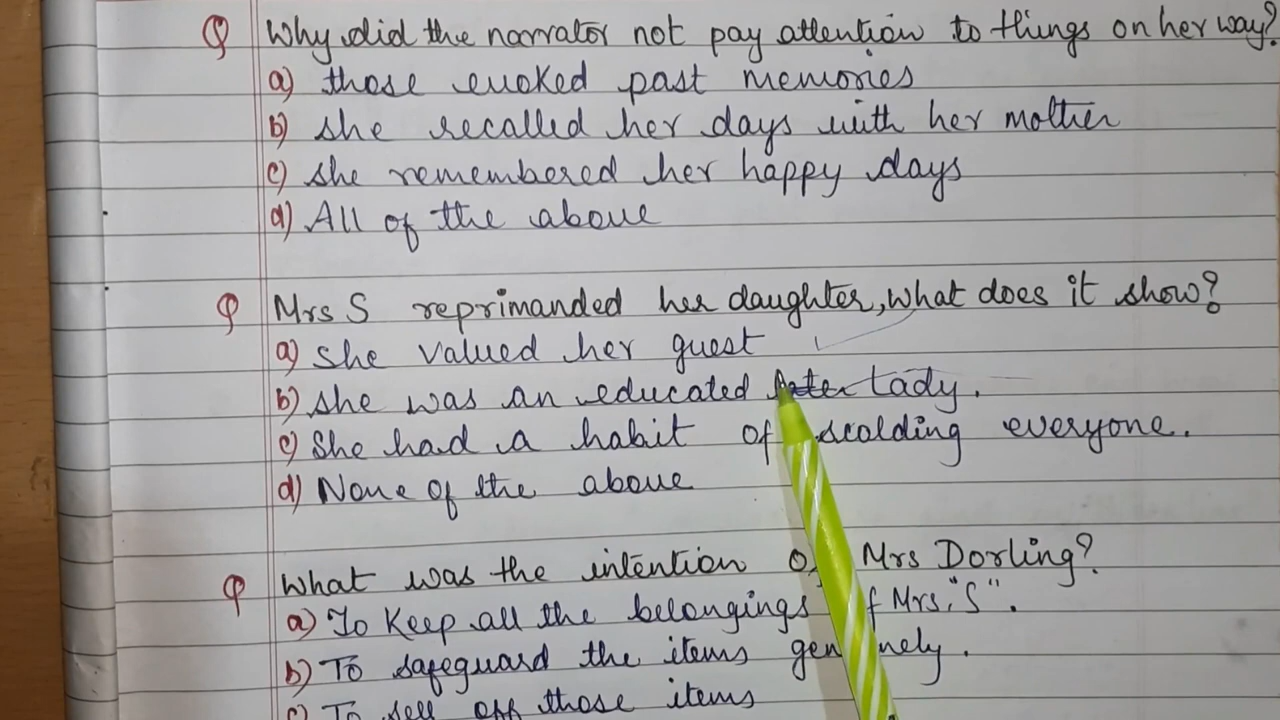 Q Why did the narrator not pay attention to things on her way?
a) those evoked past memories
b) she recalled her days with her mother
c) she remembered her happy days
d) All of the above
Q Mrs S reprimanded her daughter, what does it show?
a) she valued her guest
b) she was an educated lady.
c) She had a habit of scolding everyone.
d) None of the above
Q What was the intention of Mrs Dorling?
a) To Keep all the belongings of Mrs. "S".
b) To safeguard the items genuinely.
c) To sell off those items